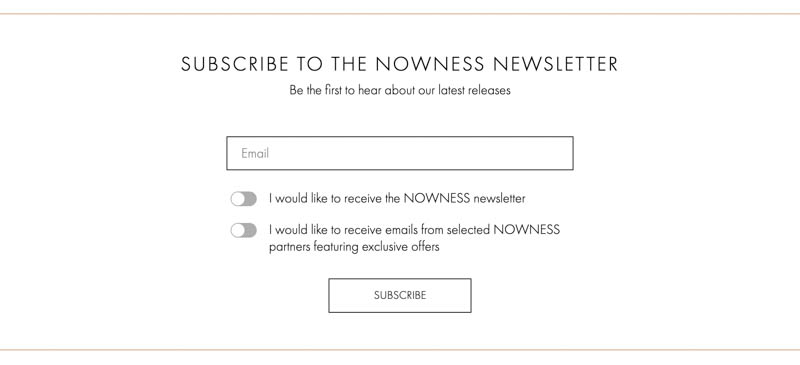 SUBSCRIBE TO THE NOWNESS NEWSLETTER
Be the first to hear about our latest releases
Email
I would like to receive the NOWNESS newsletter
I would like to receive emails from selected NOWNESS
partners featuring exclusive offers
SUBSCRIBE